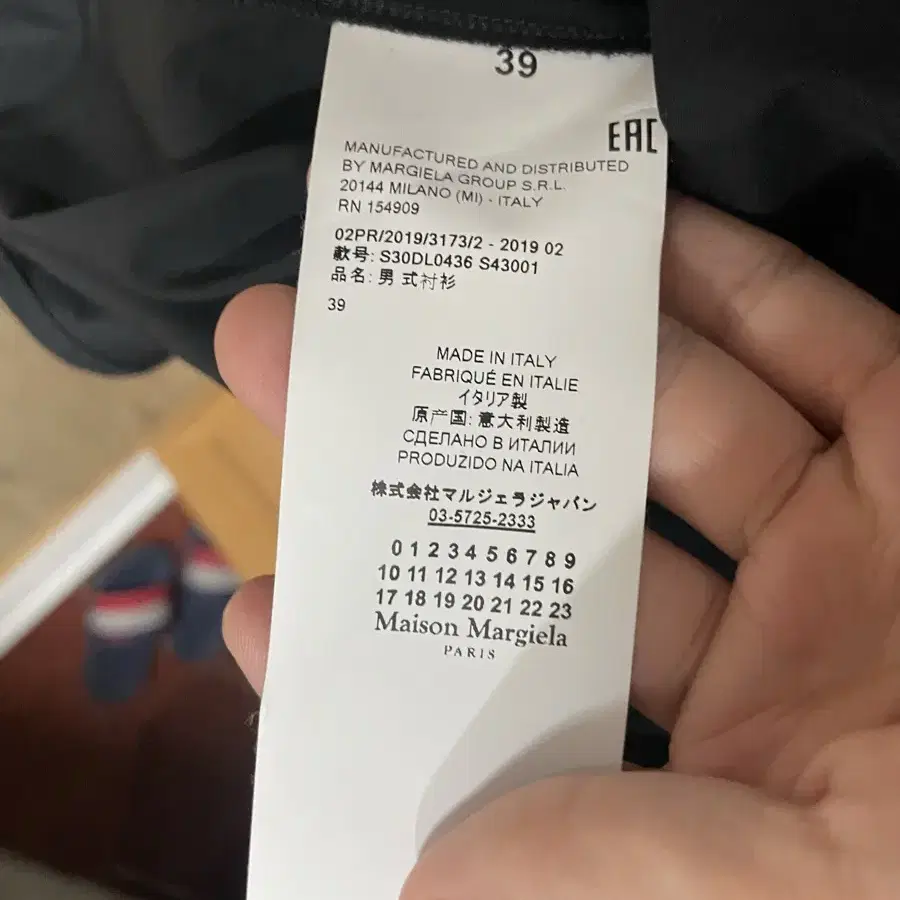 39
EAC
MANUFACTURED AND DISTRIBUTED
BY MARGIELA GROUP S.R.L.
20144 MILANO (MI) - ITALY
RN 154909
02PR/2019/3173/2 - 2019 02
款号: S30DL0436 S43001
品名: 男 式衬衫
39
MADE IN ITALY
FABRIQUÉ EN ITALIE
イタリア製
原产国: 意大利製造
СДЕЛАНО В ИТАЛИИ
PRODUZIDO NA ITALIA
株式会社マルジェラジャパン
03-5725-2333
0 1 2 3 4 5 6 7 8 9
10 11 12 13 14 15 16
17 18 19 20 21 22 23
Maison Margiela
PARIS